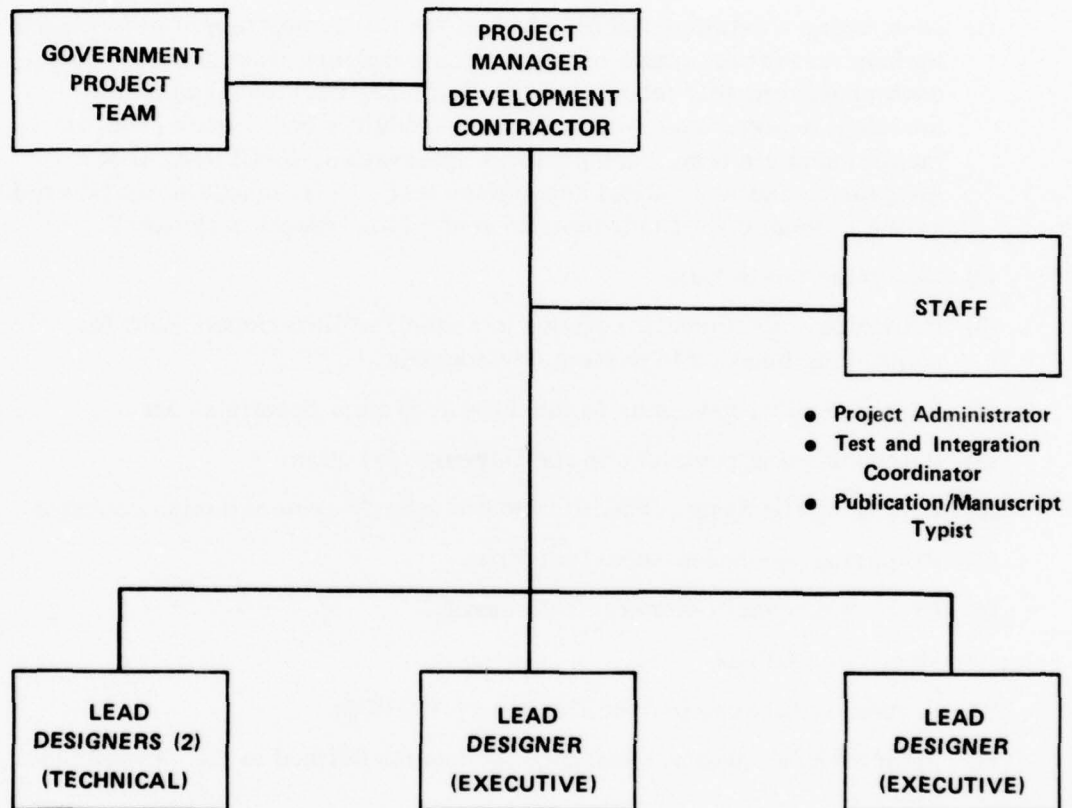 GOVERNMENT
PROJECT
TEAM
PROJECT
MANAGER
DEVELOPMENT
CONTRACTOR
STAFF
● Project Administrator
● Test and Integration
Coordinator
● Publication/Manuscript
Typist
LEAD
DESIGNERS (2)
(TECHNICAL)
LEAD
DESIGNER
(EXECUTIVE)
LEAD
DESIGNER
(EXECUTIVE)